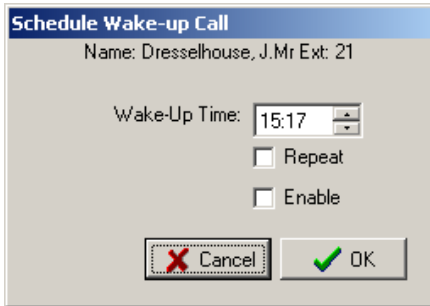 Schedule Wake-up Call
Name: Dresselhouse, J.Mr Ext: 21
Wake-Up Time: 15:17
Repeat
Enable
Cancel OK